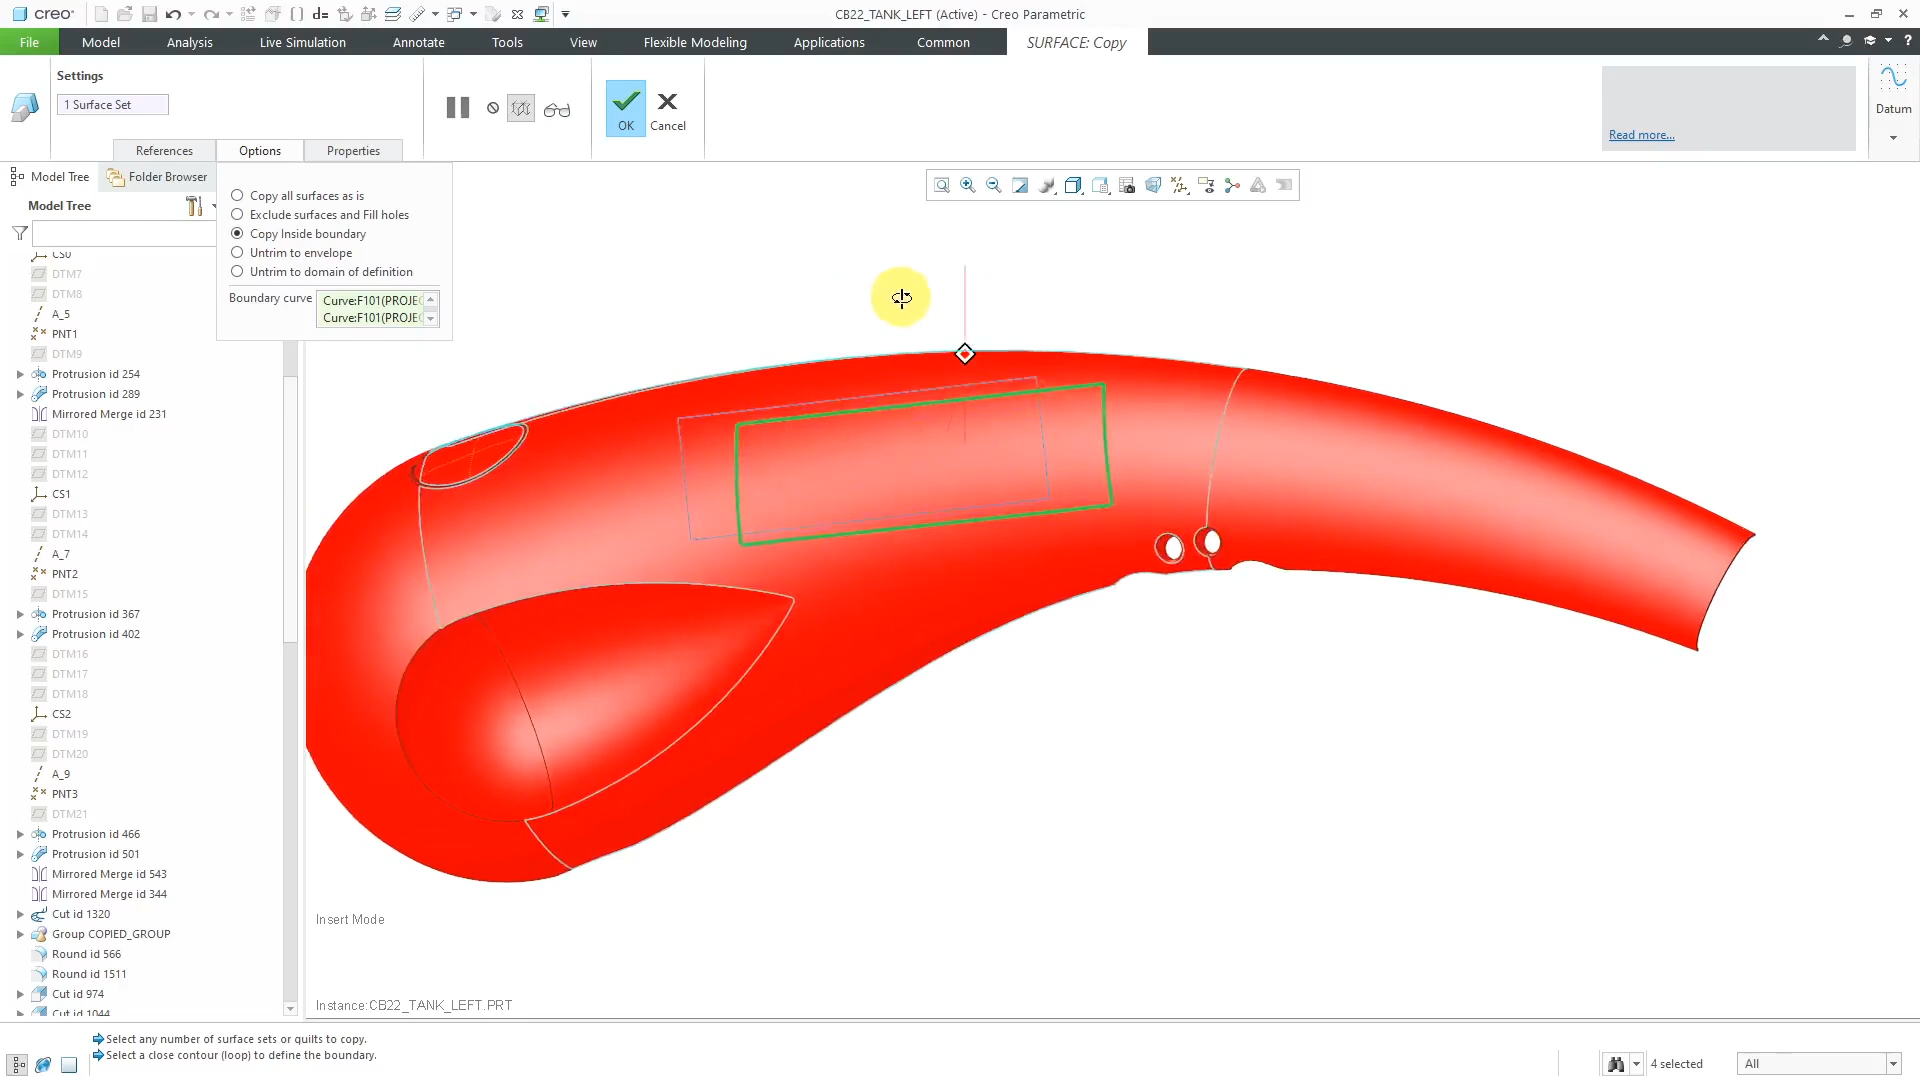 creo
CB22_TANK_LEFT (Active) - Creo Parametric
File
Model
Analysis
Live Simulation
Annotate
Tools
View
Flexible Modeling
Applications
Common
SURFACE: Copy
Settings
1 Surface Set
OK
Cancel
Read more...
Datum
References
Options
Properties
Model Tree
Folder Browser
Model Tree
Copy all surfaces as is
Exclude surfaces and Fill holes
Copy Inside boundary
Untrim to envelope
Untrim to domain of definition
Boundary curve
Curve:F101(PROJE
Curve:F101(PROJE
CS0
DTM7
DTM8
A_5
PNT1
DTM9
Protrusion id 254
Protrusion id 289
Mirrored Merge id 231
DTM10
DTM11
DTM12
CS1
DTM13
DTM14
A_7
PNT2
DTM15
Protrusion id 367
Protrusion id 402
DTM16
DTM17
DTM18
CS2
DTM19
DTM20
A_9
PNT3
DTM21
Protrusion id 466
Protrusion id 501
Mirrored Merge id 543
Mirrored Merge id 344
Cut id 1320
Group COPIED_GROUP
Round id 566
Round id 1511
Cut id 974
Cut id 1044
Insert Mode
Instance:CB22_TANK_LEFT.PRT
Select any number of surface sets or quilts to copy.
Select a close contour (loop) to define the boundary.
4 selected
All